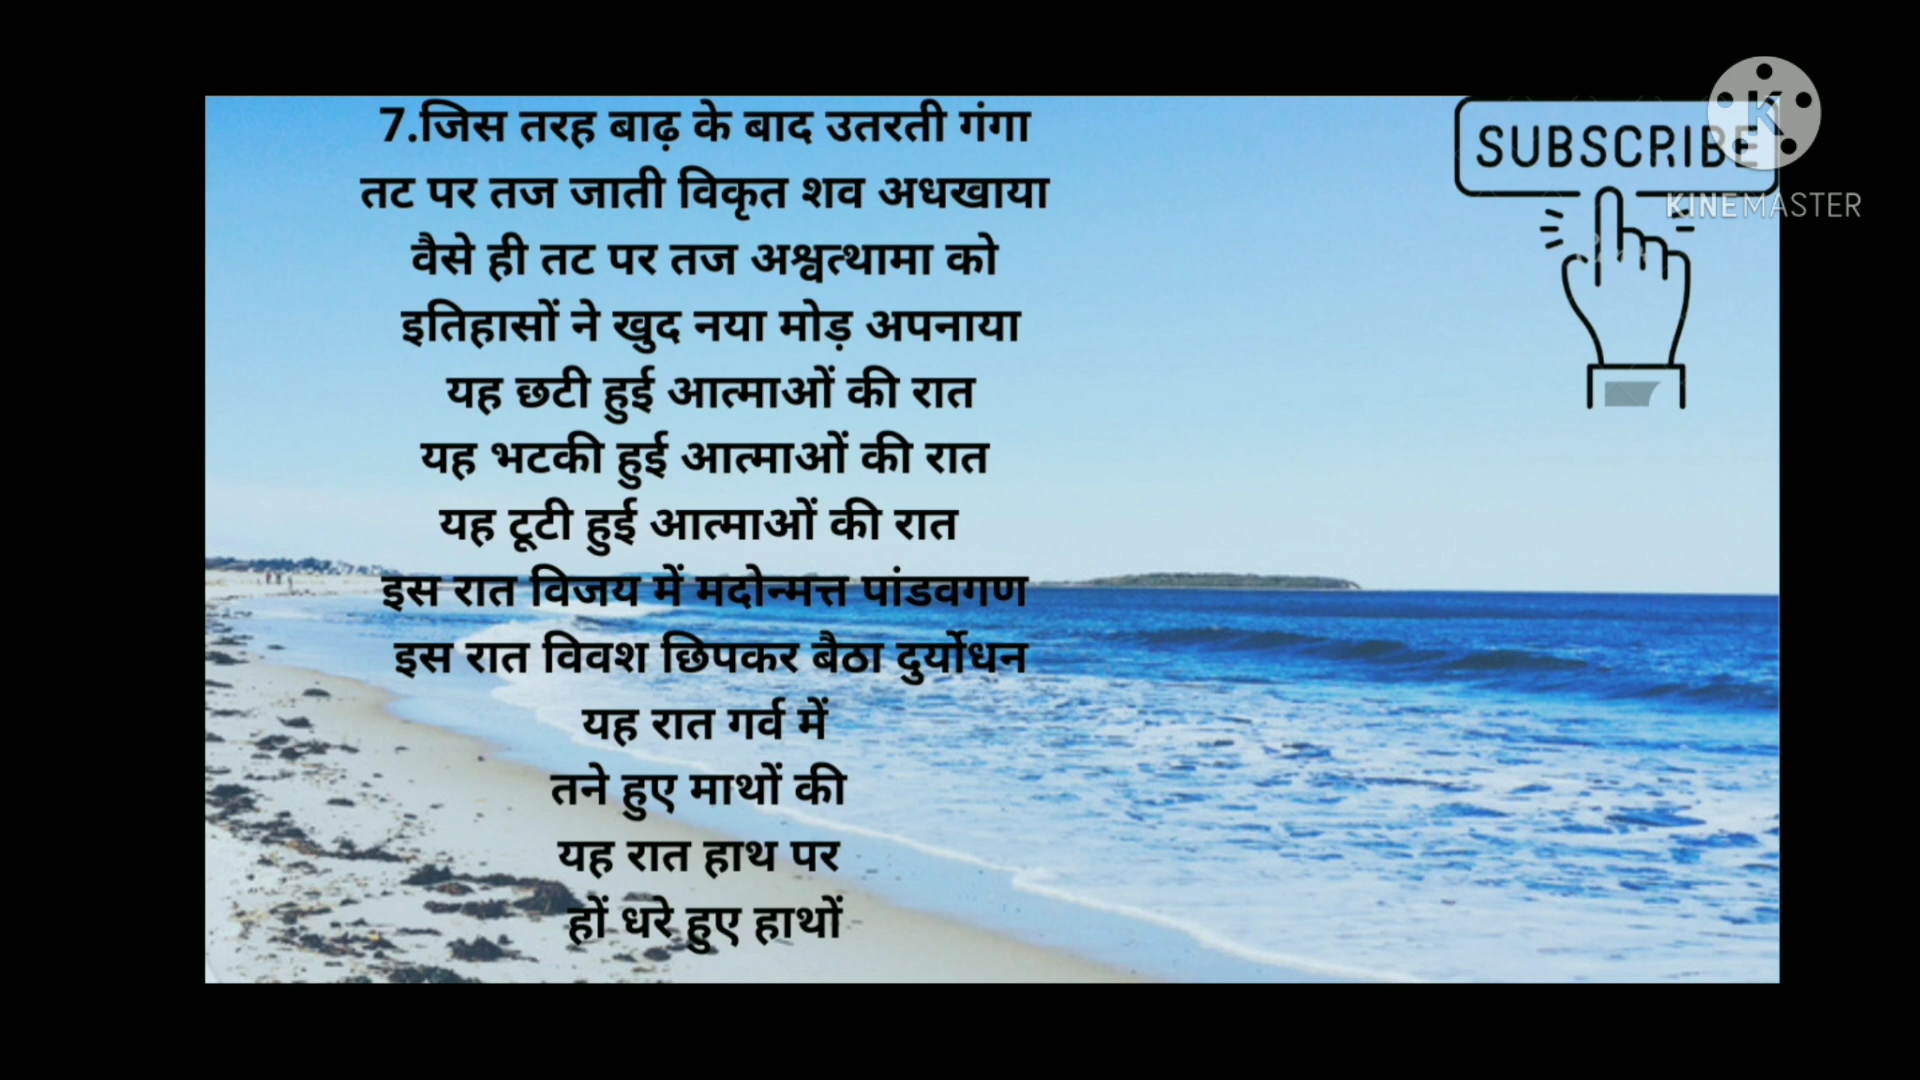 7.जिस तरह बाढ़ के बाद उतरती गंगा
तट पर तज जाती विकृत शव अधखाया
वैसे ही तट पर तज अश्वत्थामा को
इतिहासों ने खुद नया मोड़ अपनाया
यह छटी हुई आत्माओं की रात
यह भटकी हुई आत्माओं की रात
यह टूटी हुई आत्माओं की रात
इस रात विजय में मदोन्मत्त पांडवगण
इस रात विवश छिपकर बैठा दुर्योधन
यह रात गर्व में
तने हुए माथों की
यह रात हाथ पर
हों धरे हुए हाथों
SUBSCRIBE
K
KINEMASTER